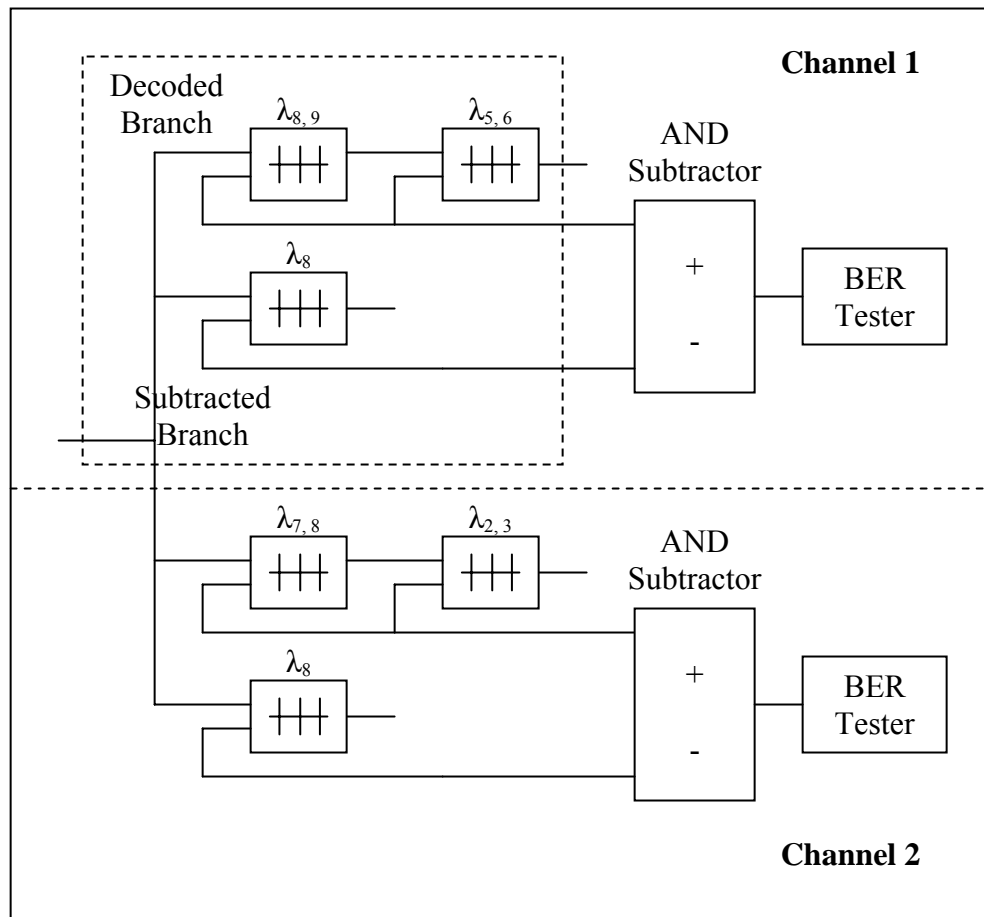 Channel 1
Decoded
Branch
λ8, 9
λ5, 6
AND
Subtractor
λ8
+
-
BER
Tester
Subtracted
Branch
λ7, 8
λ2, 3
AND
Subtractor
λ8
+
-
BER
Tester
Channel 2